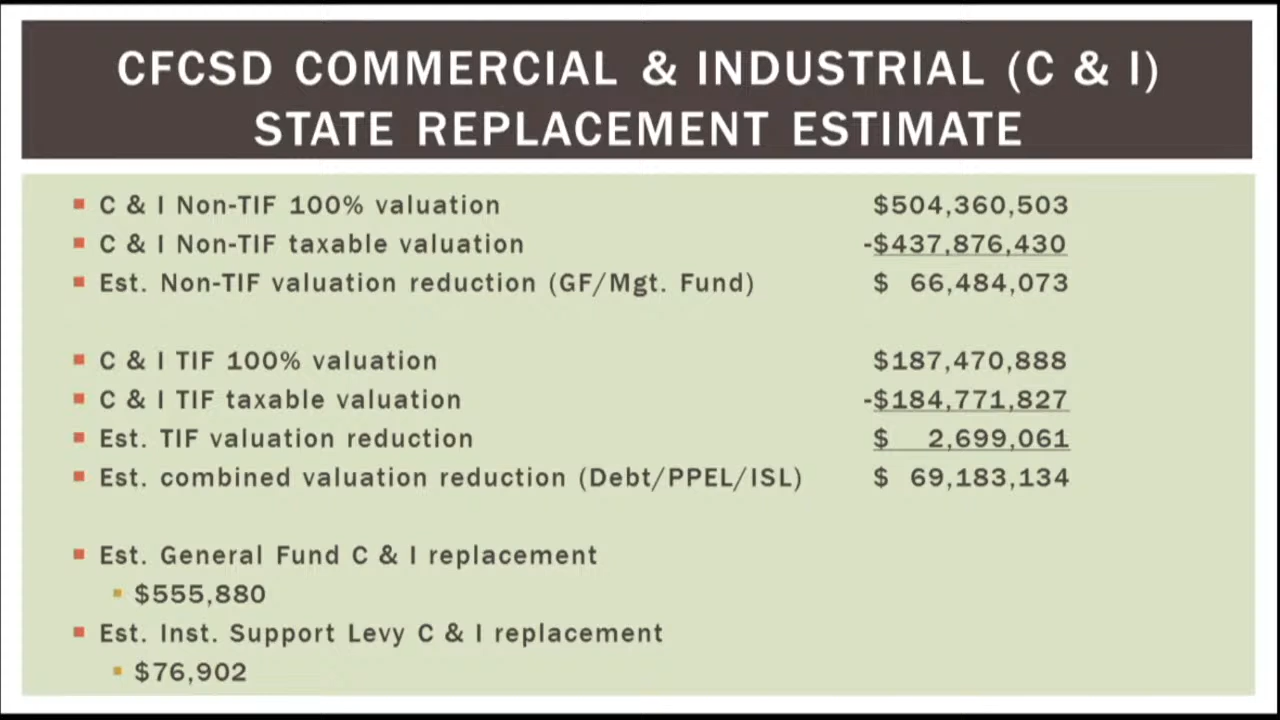 CFCSD COMMERCIAL & INDUSTRIAL (C & I)
STATE REPLACEMENT ESTIMATE
C & I Non-TIF 100% valuation $504,360,503
C & I Non-TIF taxable valuation -$437,876,430
Est. Non-TIF valuation reduction (GF/Mgt. Fund) $ 66,484,073
C & I TIF 100% valuation $187,470,888
C & I TIF taxable valuation -$184,771,827
Est. TIF valuation reduction $ 2,699,061
Est. combined valuation reduction (Debt/PPEL/ISL) $ 69,183,134
Est. General Fund C & I replacement
$555,880
Est. Inst. Support Levy C & I replacement
$76,902